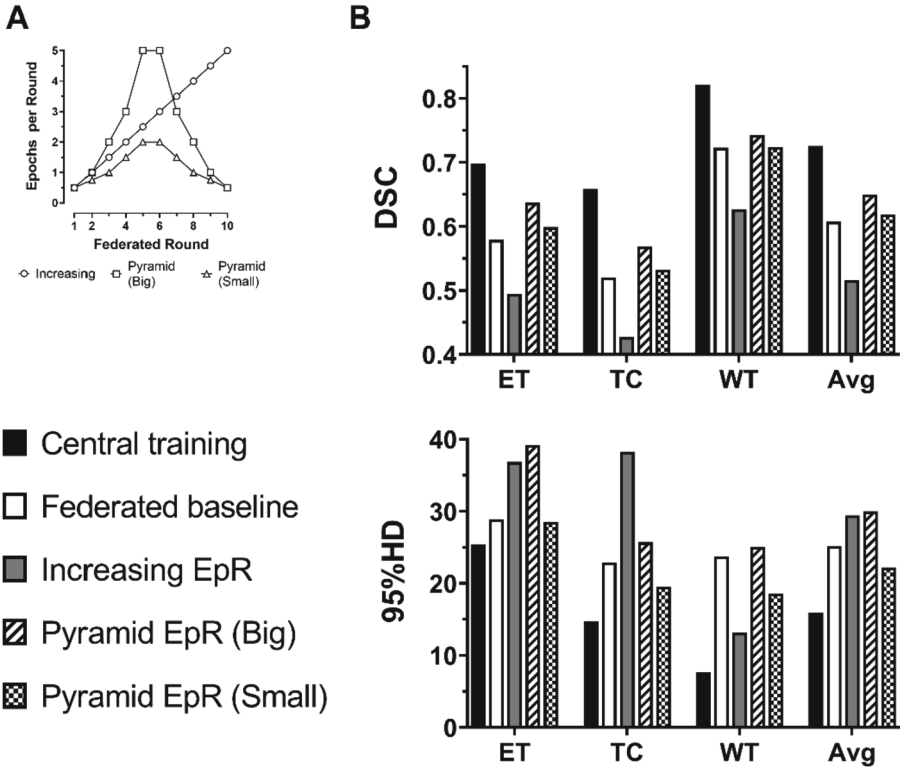 A
Epochs per Round
5
4
3
2
1
0
1 2 4 6 8 10
Federated Round
Increasing Pyramid (Big) Pyramid (Small)
B
DSC
0.8
0.7
0.6
0.5
0.4
ET TC WT Avg
Central training
Federated baseline
Increasing EpR
Pyramid EpR (Big)
Pyramid EpR (Small)
95%HD
40
30
20
10
0
ET TC WT Avg